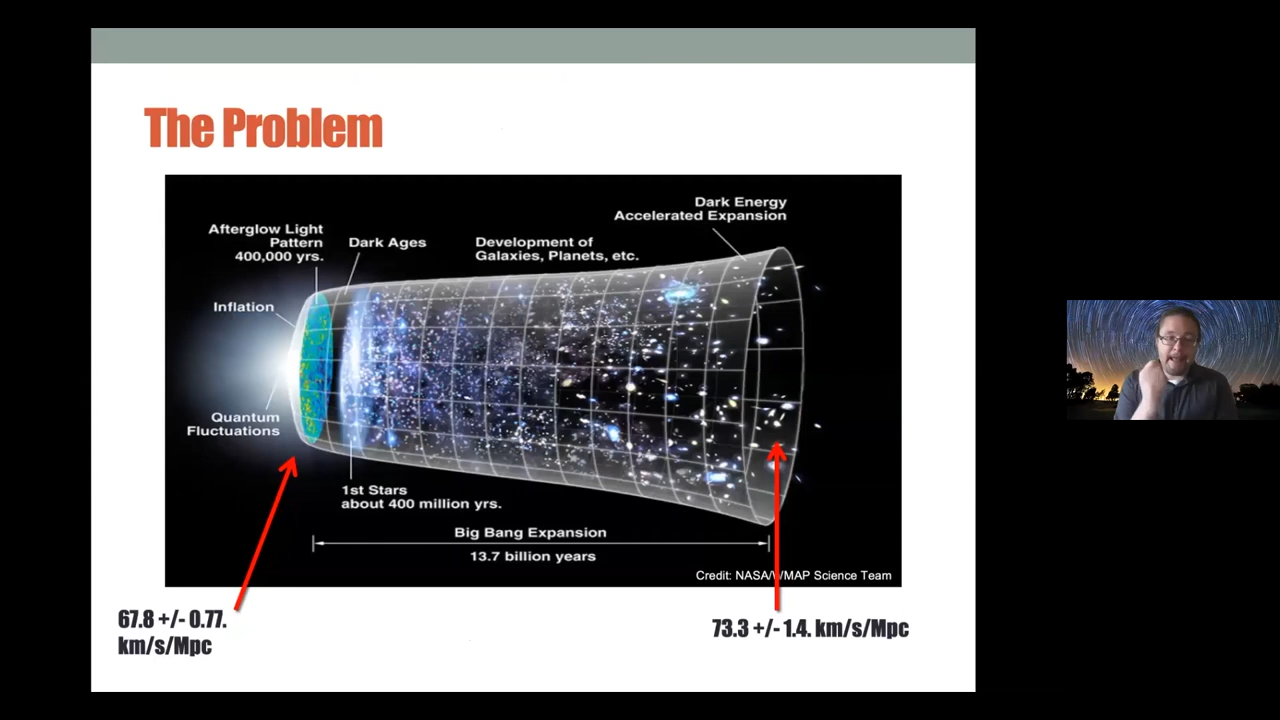 The Problem
Dark Energy
Accelerated Expansion
Afterglow Light
Pattern
400,000 yrs.
Dark Ages
Development of
Galaxies, Planets, etc.
Inflation
Quantum
Fluctuations
1st Stars
about 400 million yrs.
Big Bang Expansion
13.7 billion years
Credit: NASA/WMAP Science Team
67.8 +/- 0.77.
km/s/Mpc
73.3 +/- 1.4. km/s/Mpc